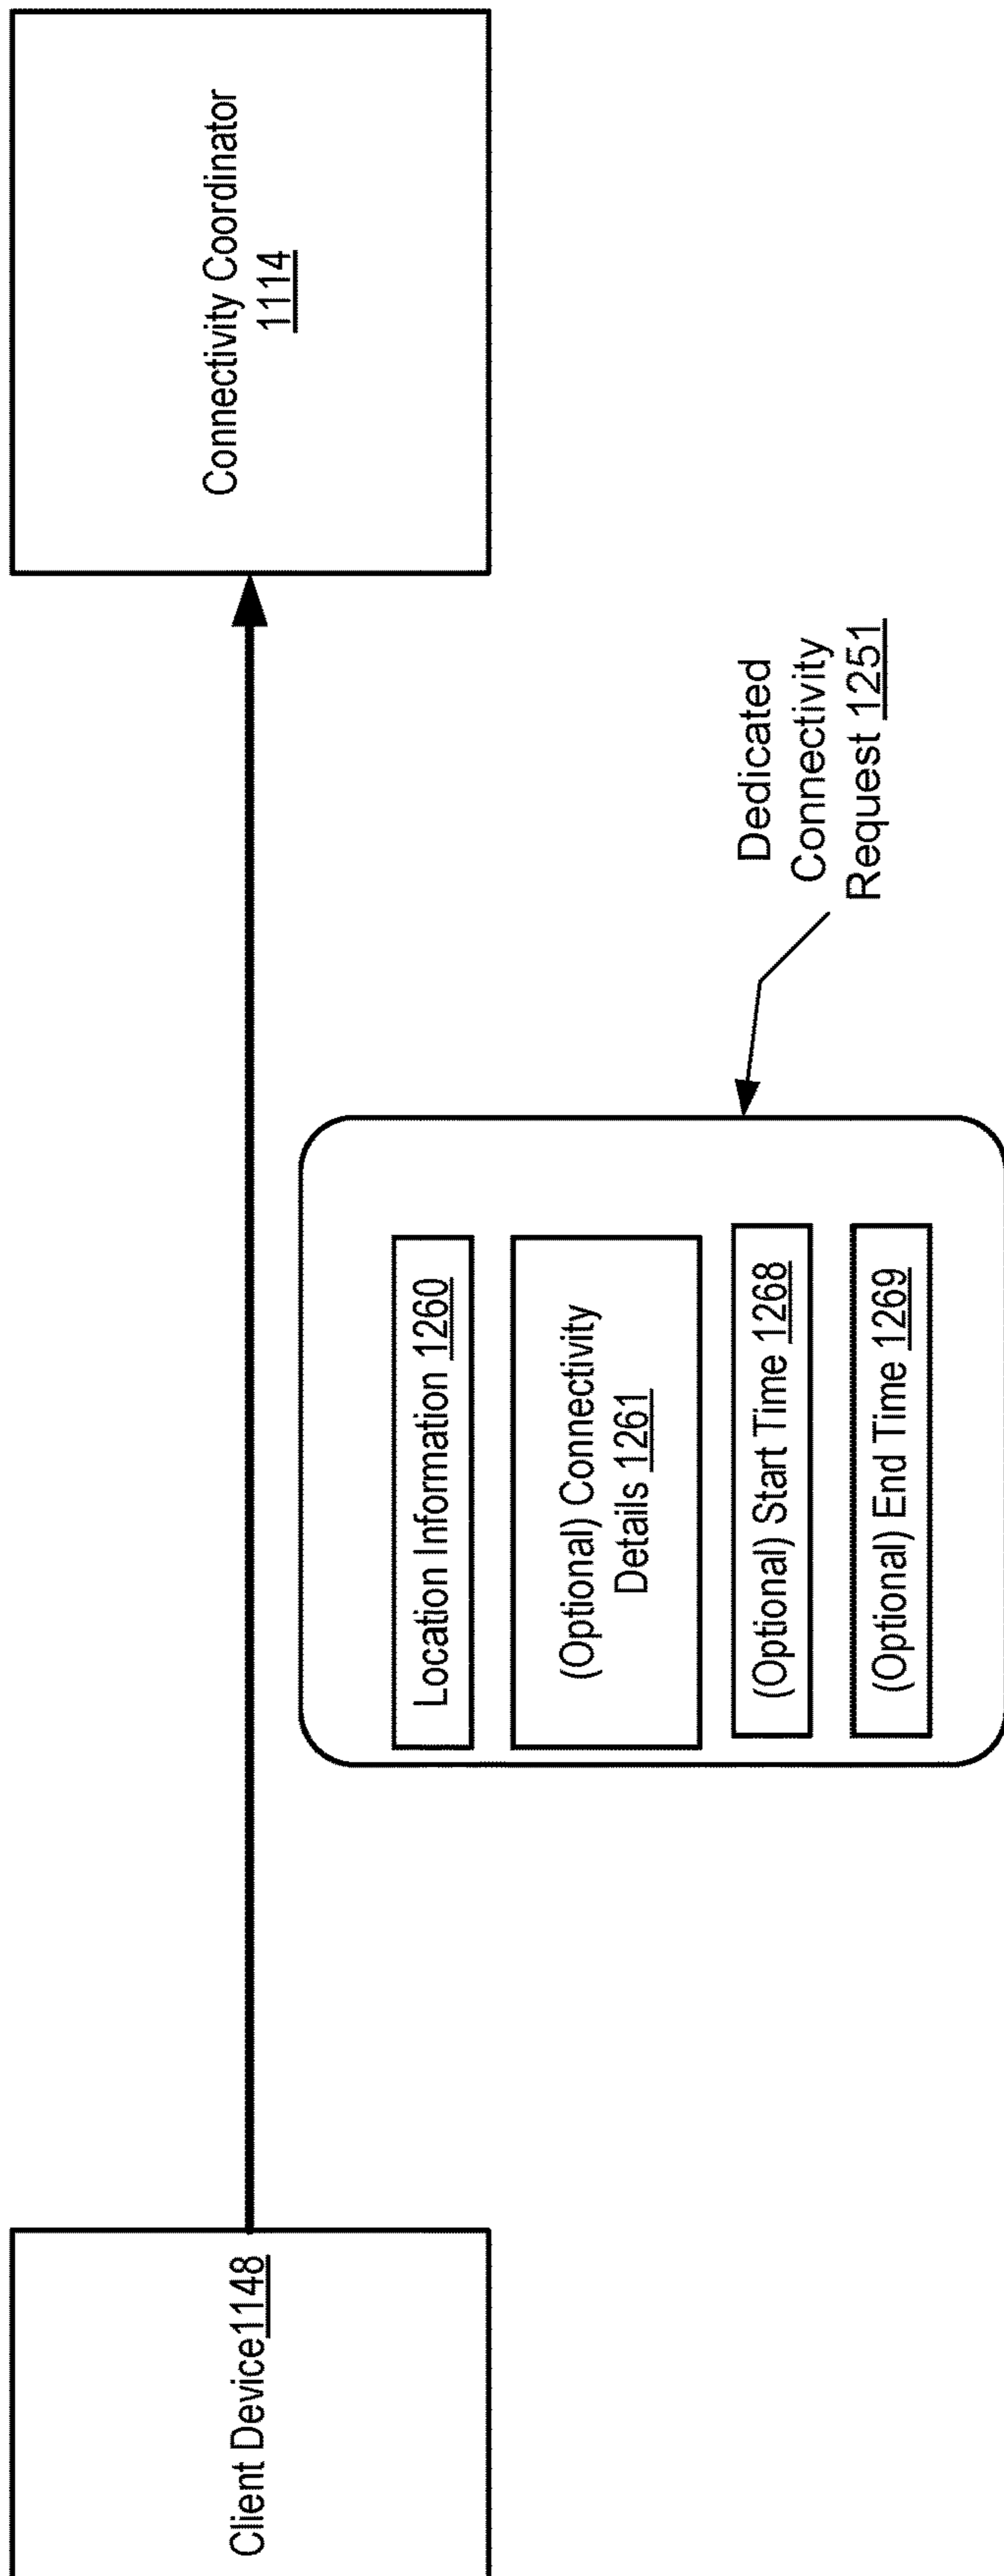 Client Device1148
Connectivity Coordinator
1114
Location Information 1260
(Optional) Connectivity
Details 1261
(Optional) Start Time 1268
(Optional) End Time 1269
Dedicated
Connectivity
Request 1251